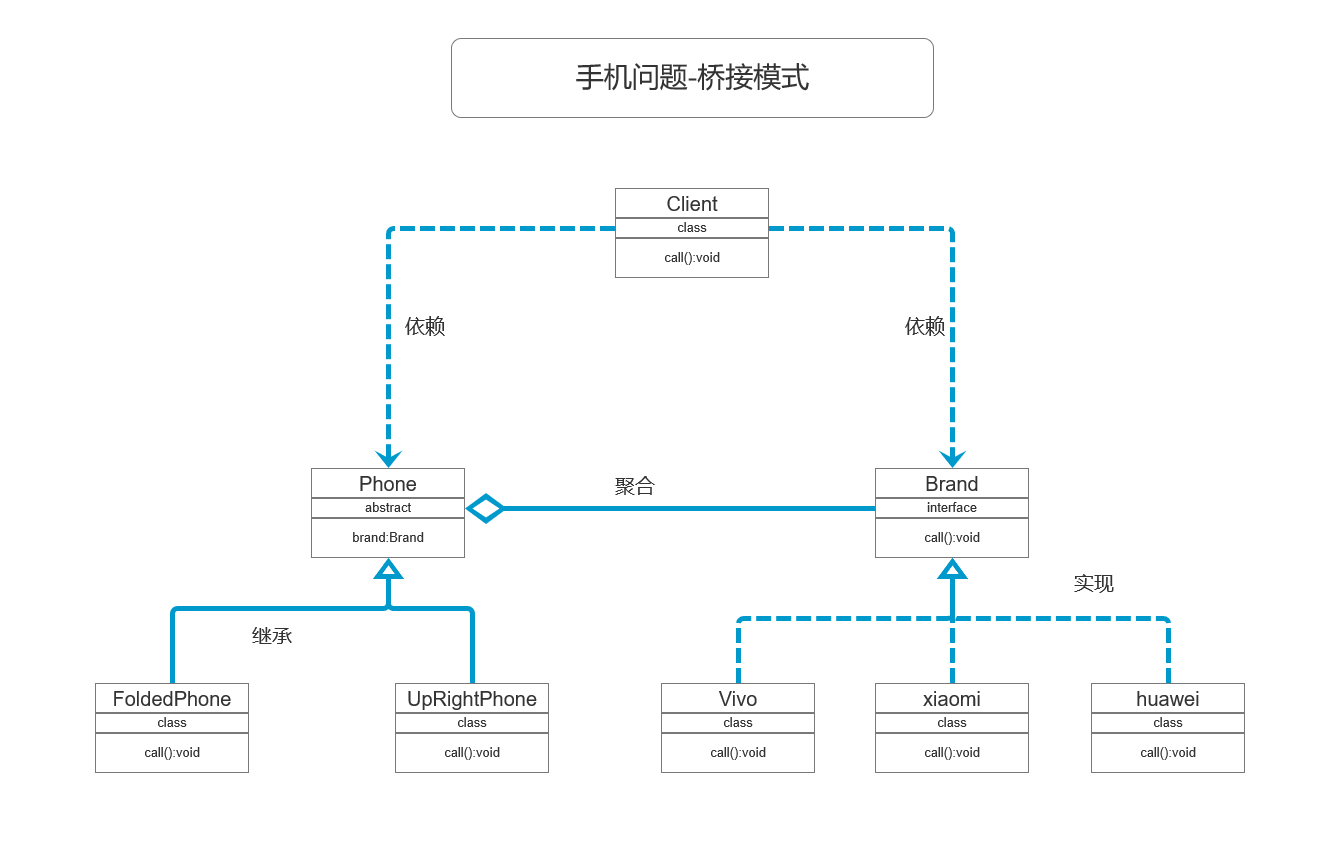 手机问题-桥接模式
Client
class
call():void
依赖
依赖
Phone
abstract
brand:Brand
聚合
Brand
interface
call():void
继承
实现
FoldedPhone
class
call():void
UpRightPhone
class
call():void
Vivo
class
call():void
xiaomi
class
call():void
huawei
class
call():void